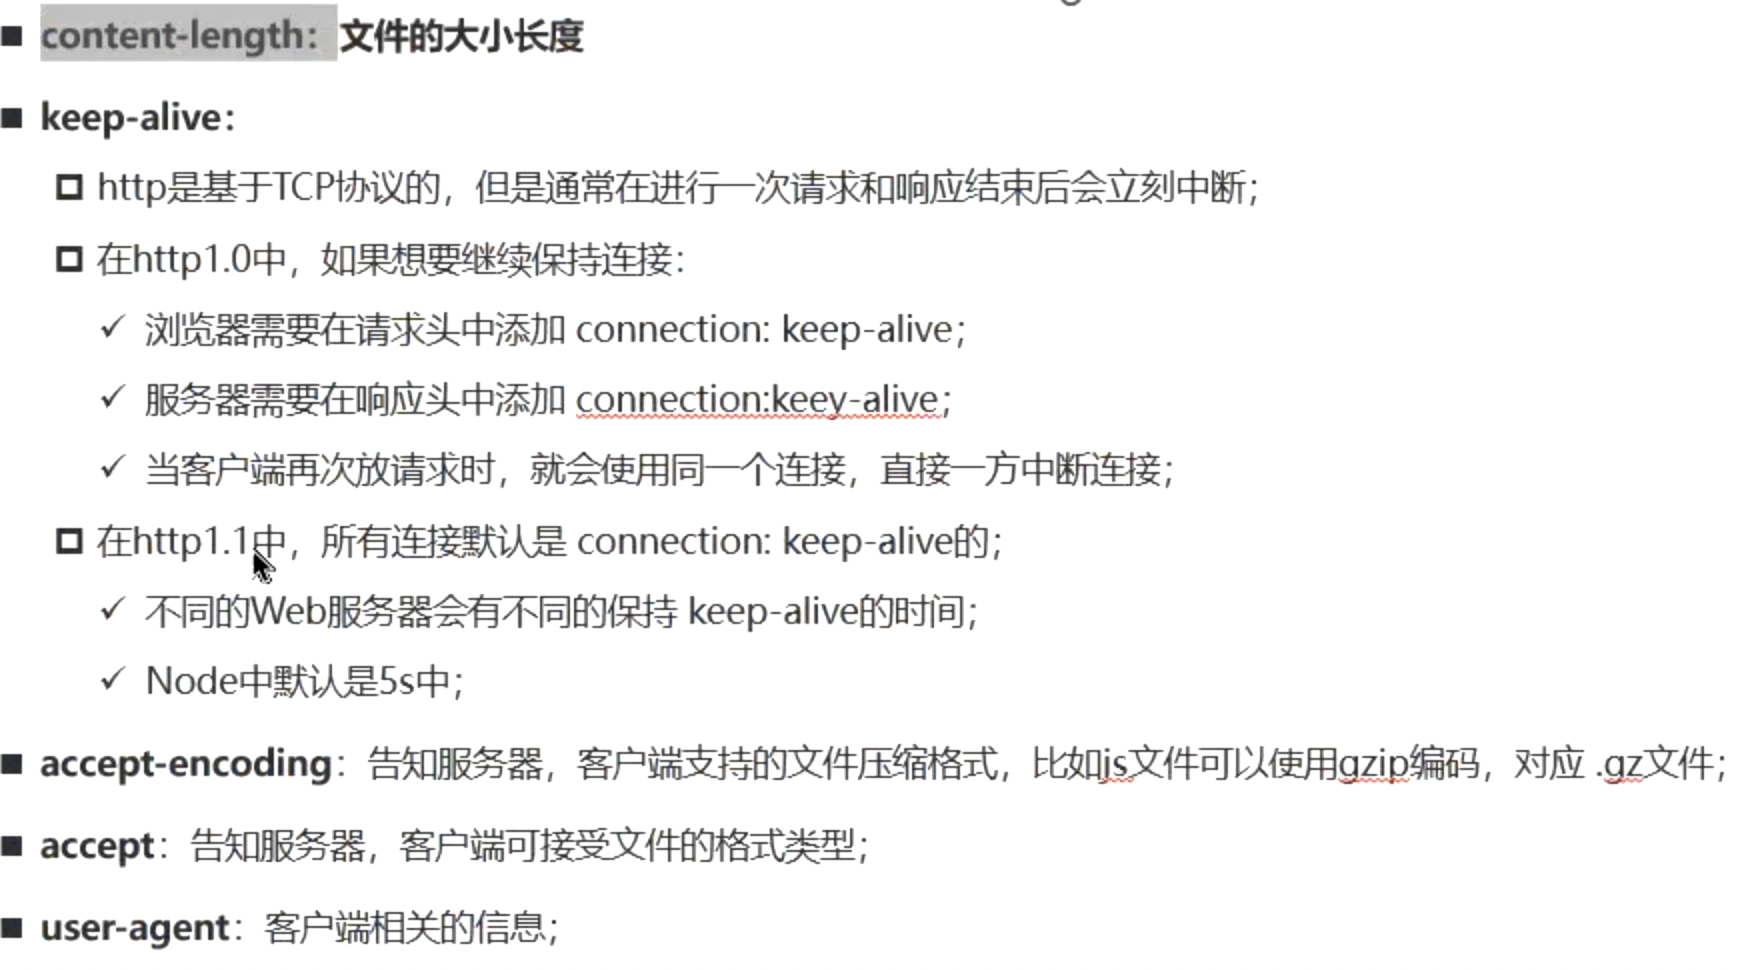 content-length：文件的大小长度
keep-alive：
http是基于TCP协议的，但是通常在进行一次请求和响应结束后会立刻中断；
在http1.0中，如果想要继续保持连接：
浏览器需要在请求头中添加 connection: keep-alive；
服务器需要在响应头中添加 connection:keey-alive；
当客户端再次放请求时，就会使用同一个连接，直接一方中断连接；
在http1.1中，所有连接默认是 connection: keep-alive的；
不同的Web服务器会有不同的保持 keep-alive的时间；
Node中默认是5s中；
accept-encoding：告知服务器，客户端支持的文件压缩格式，比如js文件可以使用gzip编码，对应 .gz文件；
accept：告知服务器，客户端可接受文件的格式类型；
user-agent：客户端相关的信息；